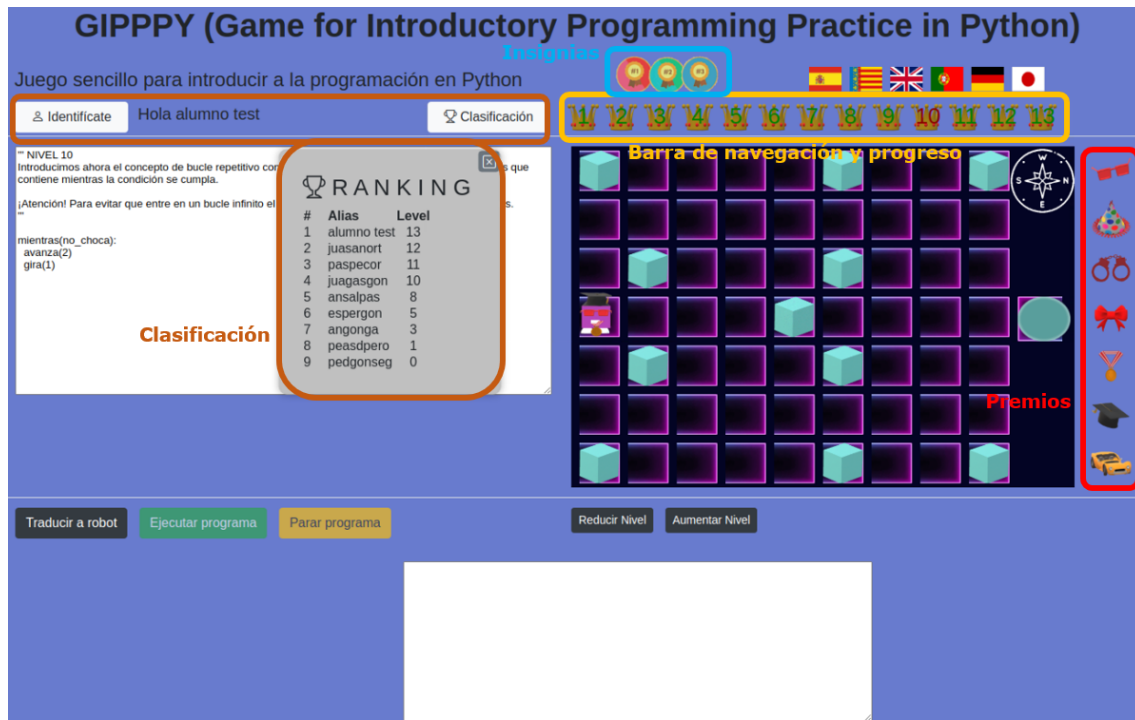 GIPPPY (Game for Introductory Programming Practice in Python)
Insignias
#1 #2 #3
Juego sencillo para introducir a la programación en Python
Identifícate
Hola alumno test
Clasificación
1 2 3 4 5 6 7 8 9 10 11 12 13
Barra de navegación y progreso
''' NIVEL 10
Introducimos ahora el concepto de bucle repetitivo con
s que
contiene mientras la condición se cumpla.
¡Atención! Para evitar que entre en un bucle infinito el
s.
'''
mientras(no_choca):
avanza(2)
gira(1)
RANKING
# Alias Level
1 alumno test 13
2 juasanort 12
3 paspecor 11
4 juagasgon 10
5 ansalpas 8
6 espergon 5
7 angonga 3
8 peasdpero 1
9 pedgonseg 0
Clasificación
W
S N
E
Premios
Traducir a robot
Ejecutar programa
Parar programa
Reducir Nivel
Aumentar Nivel